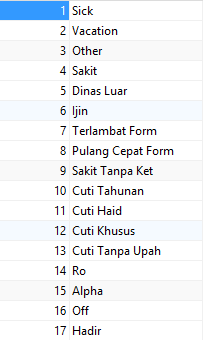 1 Sick
2 Vacation
3 Other
4 Sakit
5 Dinas Luar
6 Ijin
7 Terlambat Form
8 Pulang Cepat Form
9 Sakit Tanpa Ket
10 Cuti Tahunan
11 Cuti Haid
12 Cuti Khusus
13 Cuti Tanpa Upah
14 Ro
15 Alpha
16 Off
17 Hadir